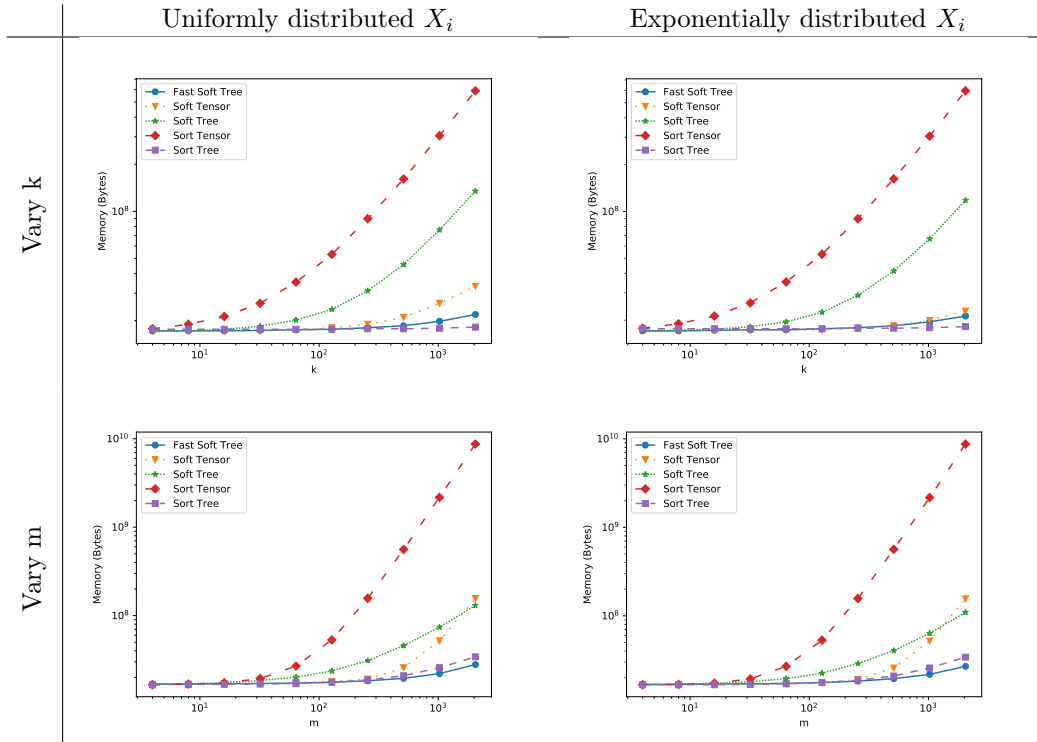 Uniformly distributed $X_i$
Exponentially distributed $X_i$
Vary k
Fast Soft Tree
Soft Tensor
Soft Tree
Sort Tensor
Sort Tree
Memory (Bytes)
10^8
10^1
10^2
10^3
k
Fast Soft Tree
Soft Tensor
Soft Tree
Sort Tensor
Sort Tree
Memory (Bytes)
10^8
10^1
10^2
10^3
k
Vary m
Fast Soft Tree
Soft Tensor
Soft Tree
Sort Tensor
Sort Tree
Memory (Bytes)
10^10
10^9
10^8
10^1
10^2
10^3
m
Fast Soft Tree
Soft Tensor
Soft Tree
Sort Tensor
Sort Tree
Memory (Bytes)
10^10
10^9
10^8
10^1
10^2
10^3
m